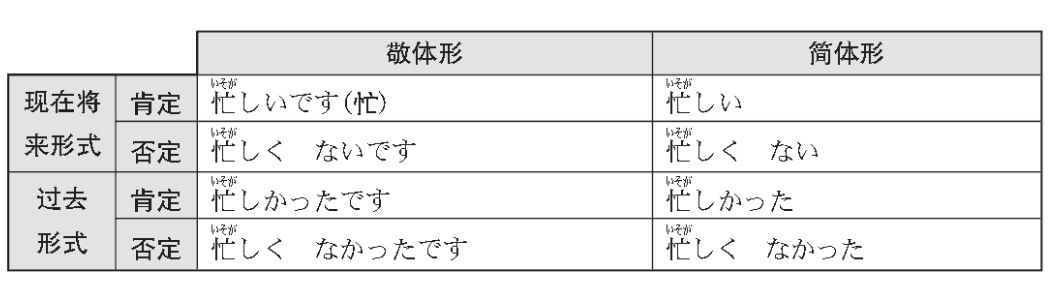 敬体形 简体形
现在将来形式 肯定 忙しいです(忙) 忙しい
否定 忙しく ないです 忙しく ない
过去形式 肯定 忙しかったです 忙しかった
否定 忙しく なかったです 忙しく なかった
いそが いそが
いそが いそが
いそが いそが
いそが いそが